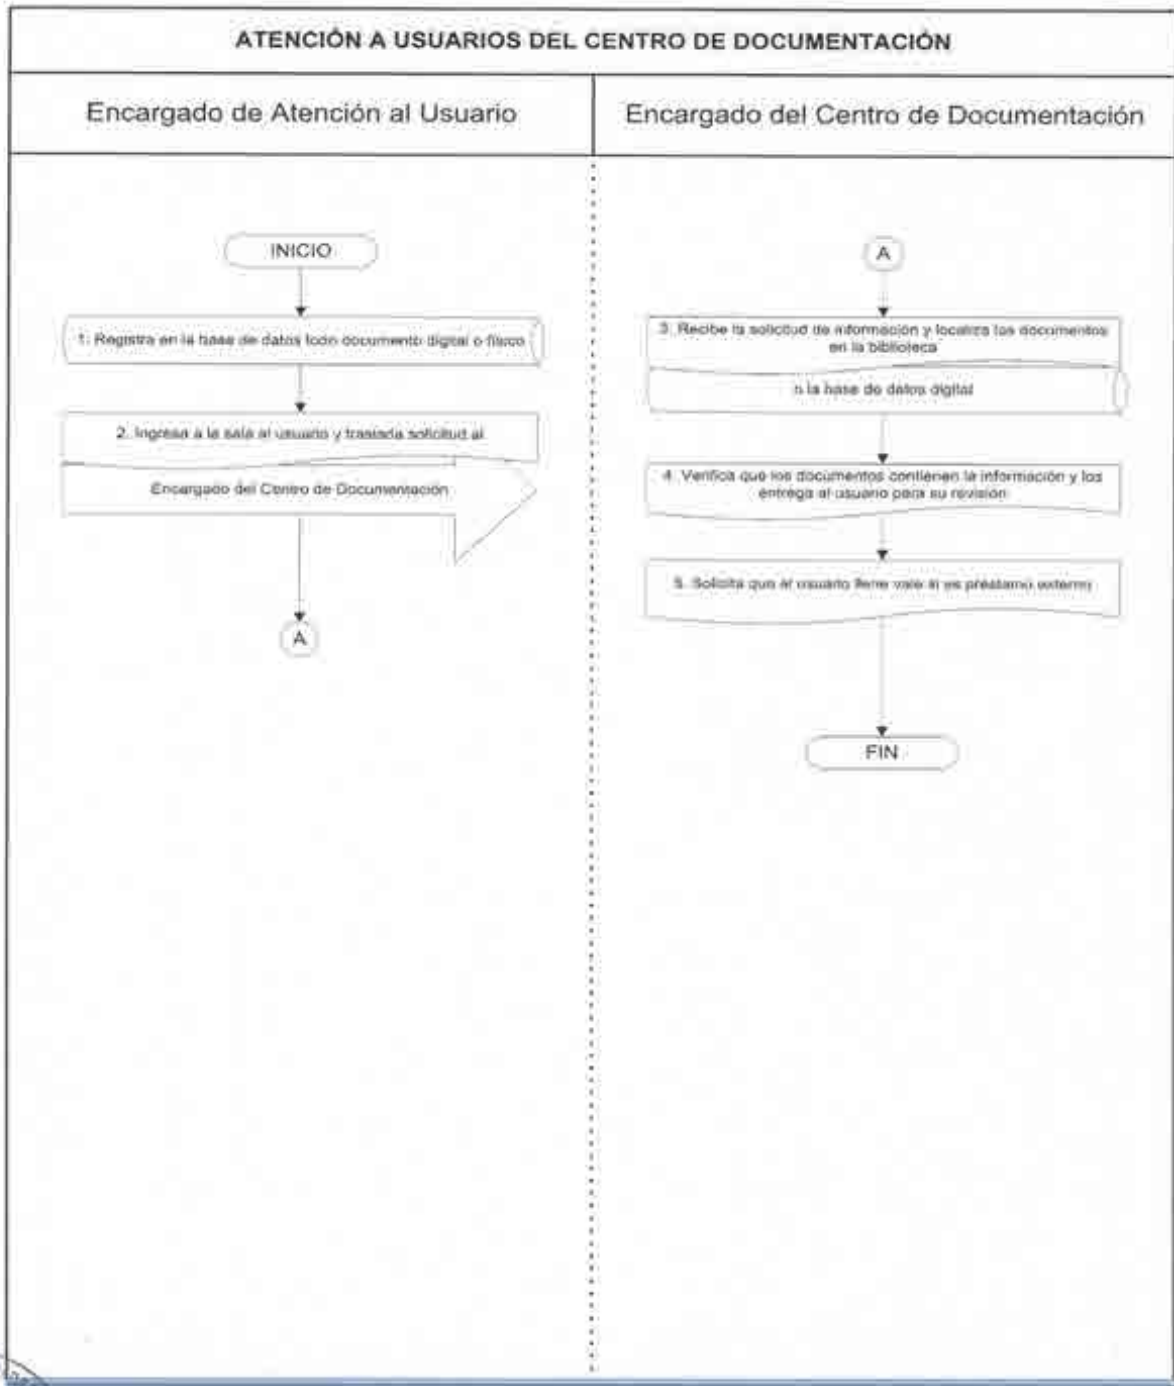 ATENCIÓN A USUARIOS DEL CENTRO DE DOCUMENTACIÓN
Encargado de Atención al Usuario
Encargado del Centro de Documentación
INICIO
1. Registra en la base de datos todo documento digital o físico
2. Ingresa a la sala al usuario y traslada solicitud al
Encargado del Centro de Documentación
A
A
3. Recibe la solicitud de información y localiza los documentos
en la biblioteca
la base de datos digital
4. Verifica que los documentos contienen la información y los
entrega al usuario para su revisión
5. Solicita que el usuario llene vale si es préstamo externo
FIN